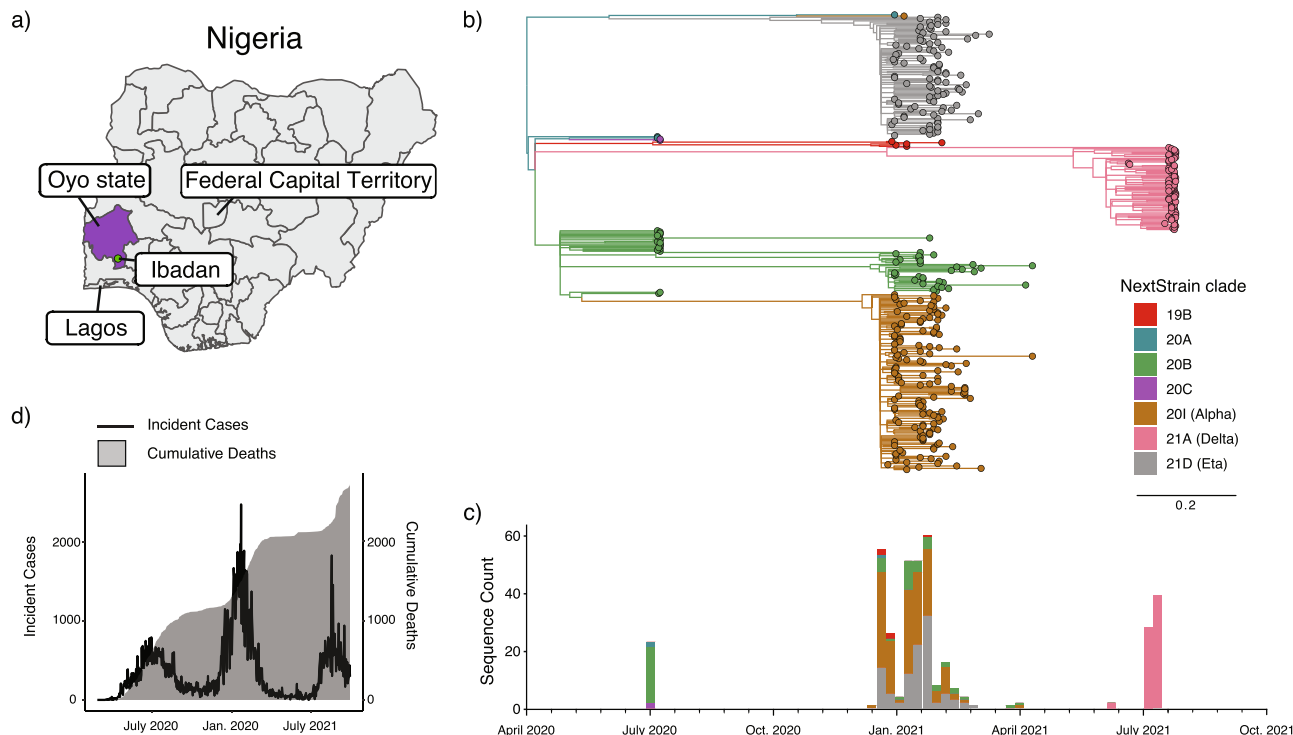 a)
Nigeria
Oyo state
Federal Capital Territory
Ibadan
Lagos
b)
NextStrain clade
19B
20A
20B
20C
20I (Alpha)
21A (Delta)
21D (Eta)
0.2
d)
Incident Cases
Cumulative Deaths
Incident Cases
2000
1000
0
Cumulative Deaths
2000
1000
0
July 2020
Jan. 2021
July 2021
c)
Sequence Count
60
40
20
0
April 2020
July 2020
Oct. 2020
Jan. 2021
April 2021
July 2021
Oct. 2021